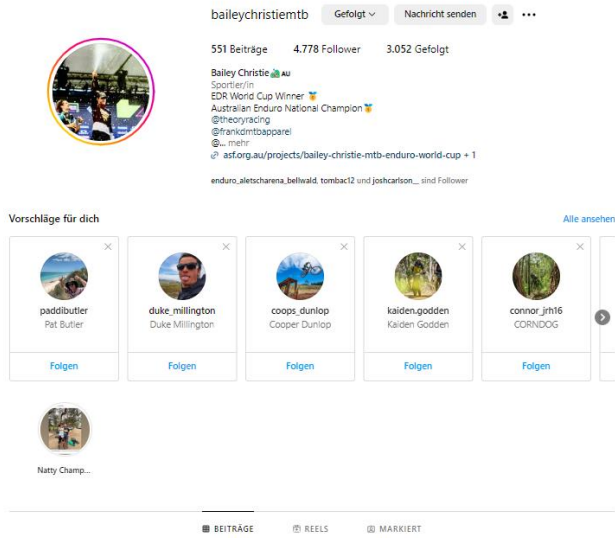 baileychristiemtb Gefolgt Nachricht senden
551 Beiträge 4.778 Follower 3.052 Gefolgt
Bailey Christie AU
Sportler/in
EDR World Cup Winner
Australian Enduro National Champion
@theoryracing
@frankdmtbapparel
@... mehr
asf.org.au/projects/bailey-christie-mtb-enduro-world-cup + 1
enduro_aletscharena_bellwald, tombac12 und joshcarlson__ sind Follower
Vorschläge für dich Alle ansehen
paddibutler duke_millington coops_dunlop kaiden.godden connor_jrh16
Pat Butler Duke Millington Cooper Dunlop Kaiden Godden CORNDOG
Folgen Folgen Folgen Folgen Folgen
Natty Champ...
BEITRÄGE REELS MARKIERT